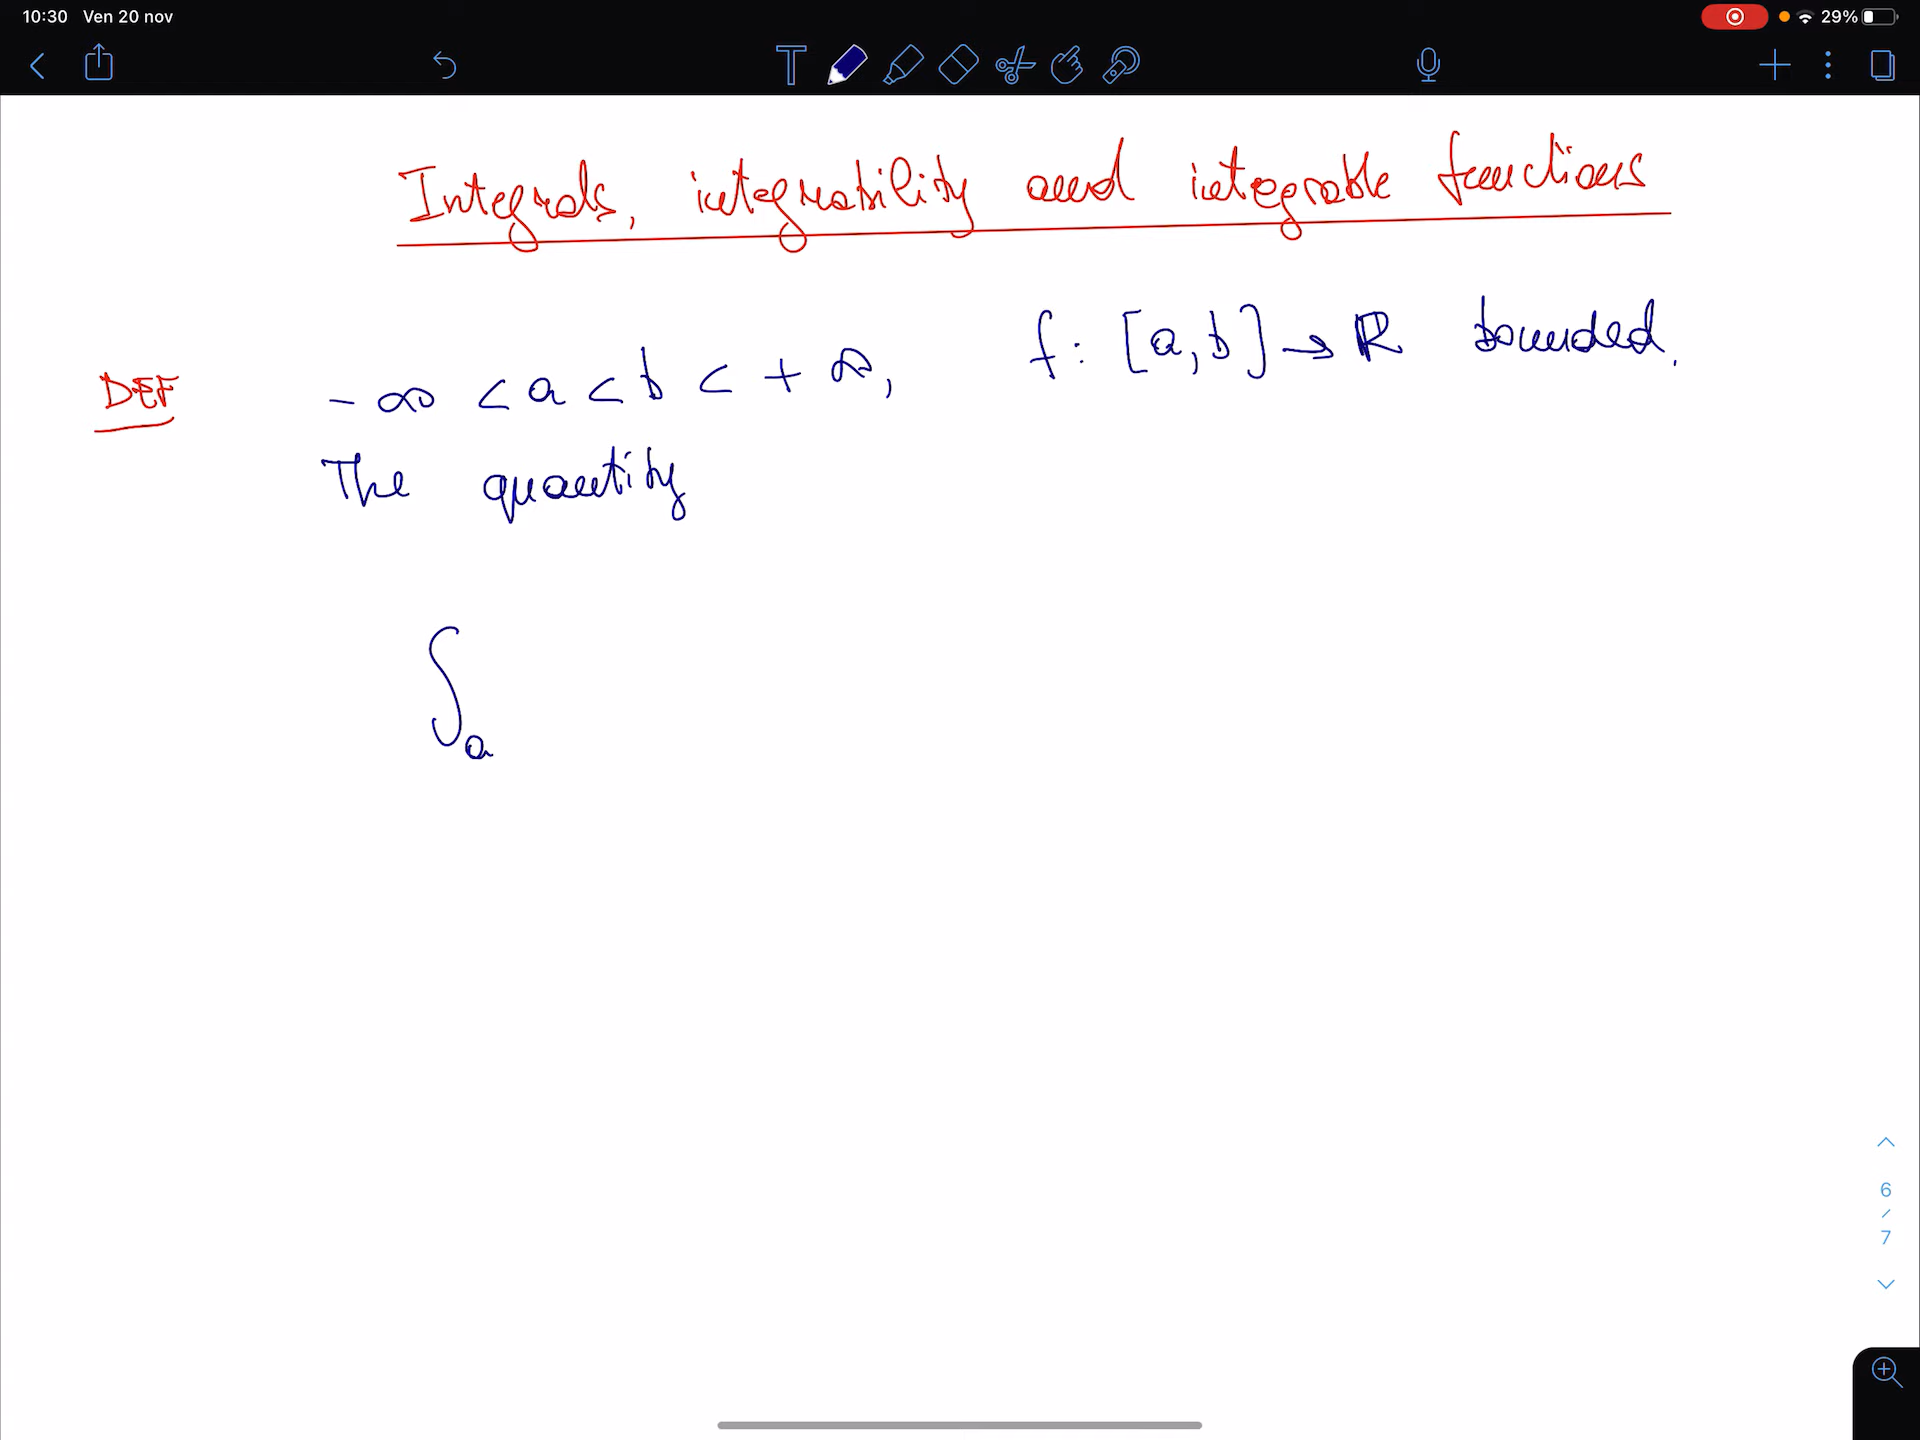 10:30 Ven 20 nov 29%
Integrals, integrability and integrable functions
DEF -∞ < a < b < +∞, f: [a,b] → ℝ bounded.
The quantity
∫a
6
/
7